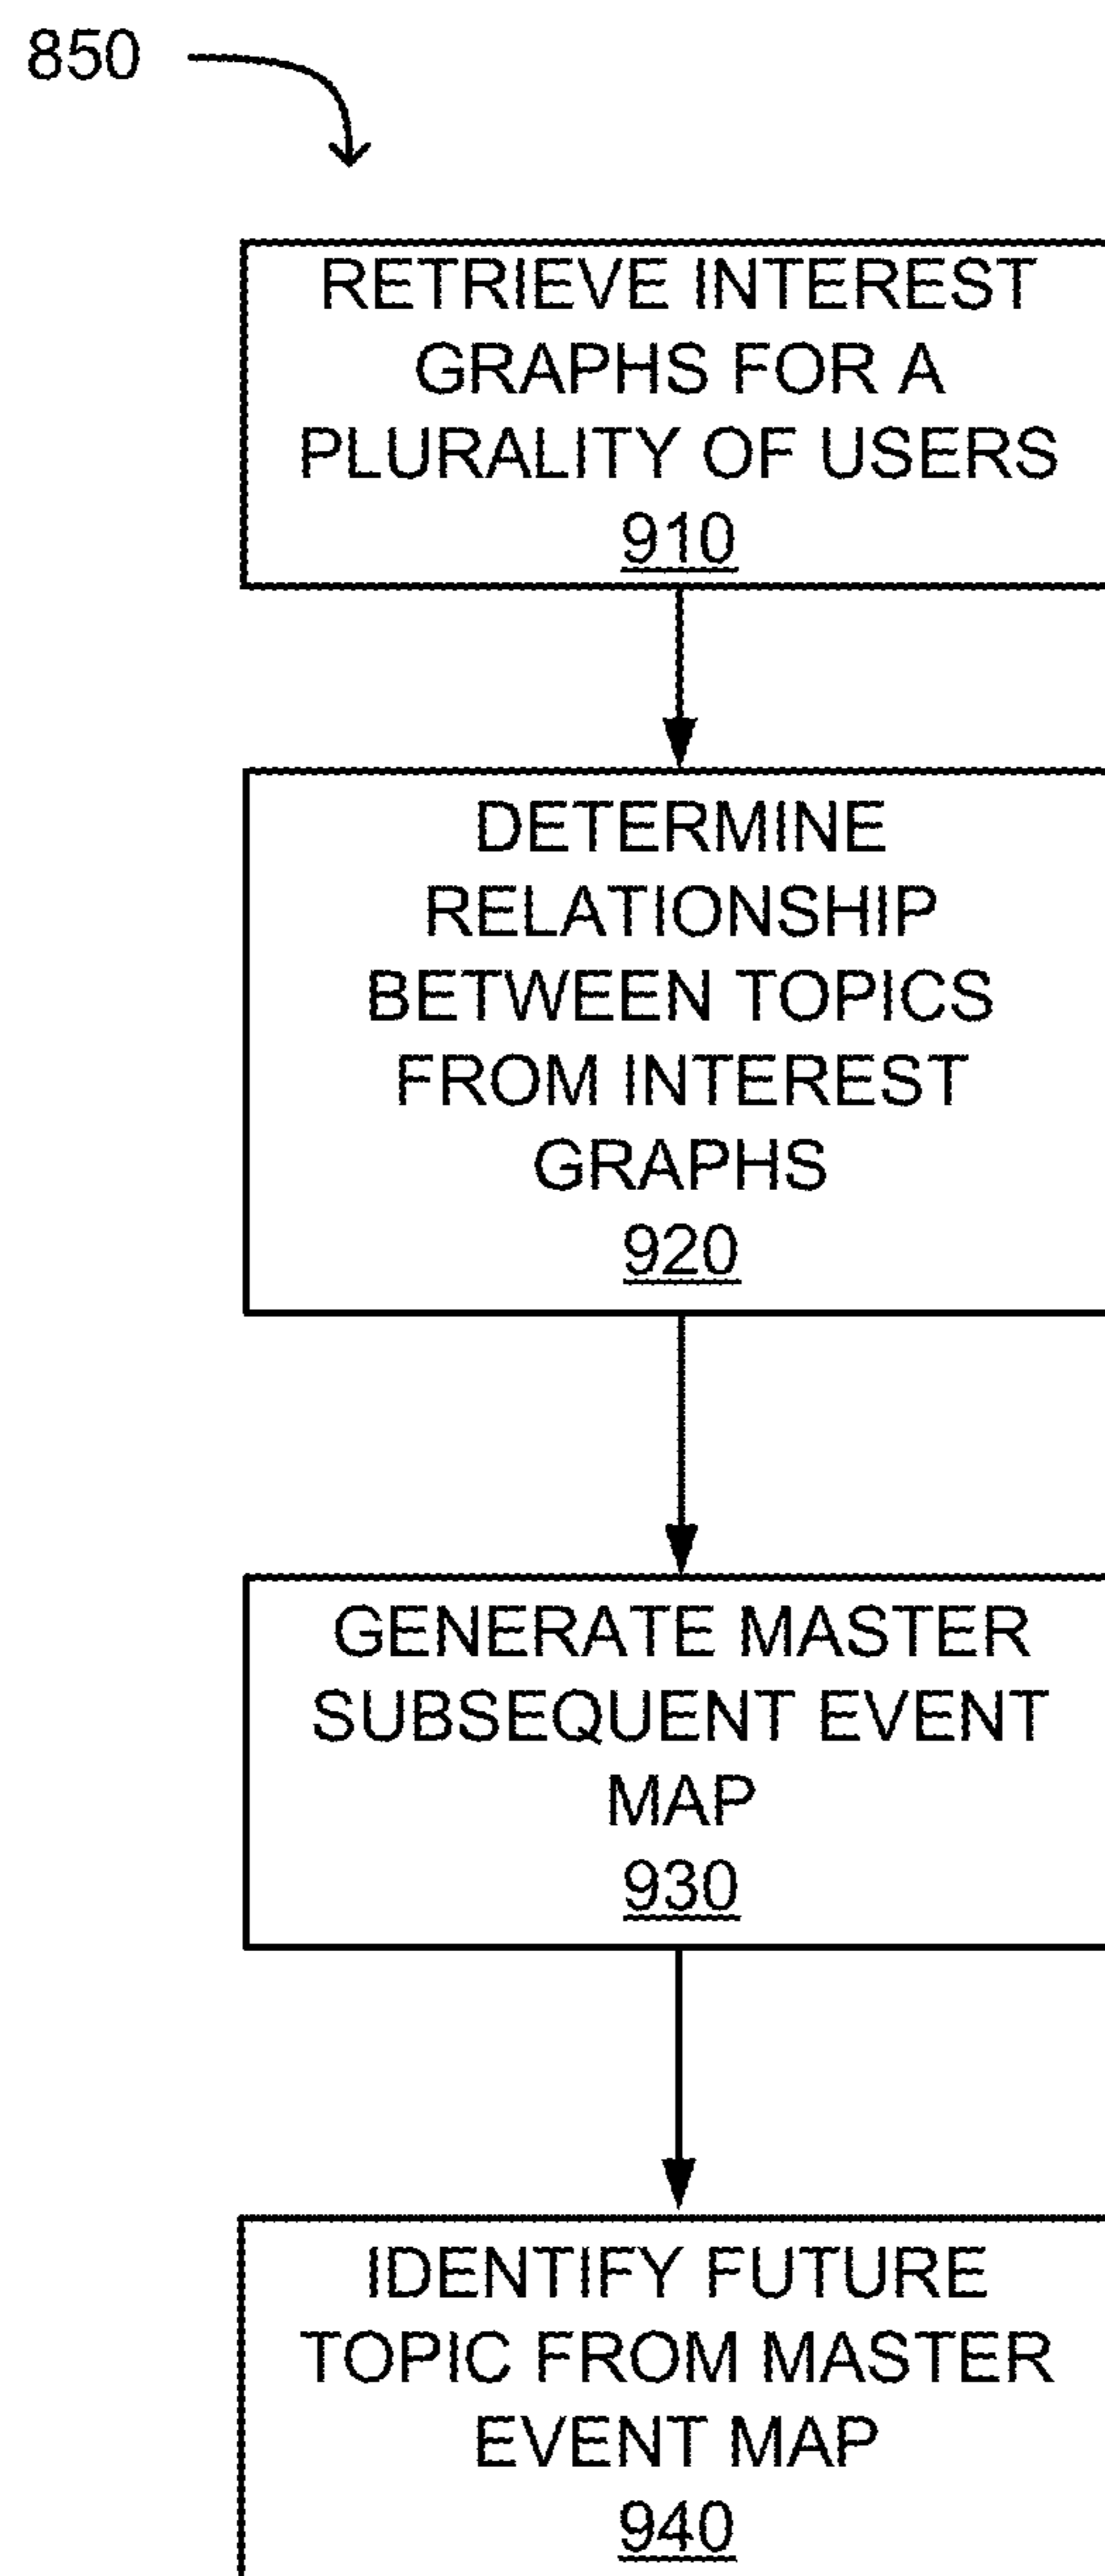 850
RETRIEVE INTEREST
GRAPHS FOR A
PLURALITY OF USERS
910
DETERMINE
RELATIONSHIP
BETWEEN TOPICS
FROM INTEREST
GRAPHS
920
GENERATE MASTER
SUBSEQUENT EVENT
MAP
930
IDENTIFY FUTURE
TOPIC FROM MASTER
EVENT MAP
940